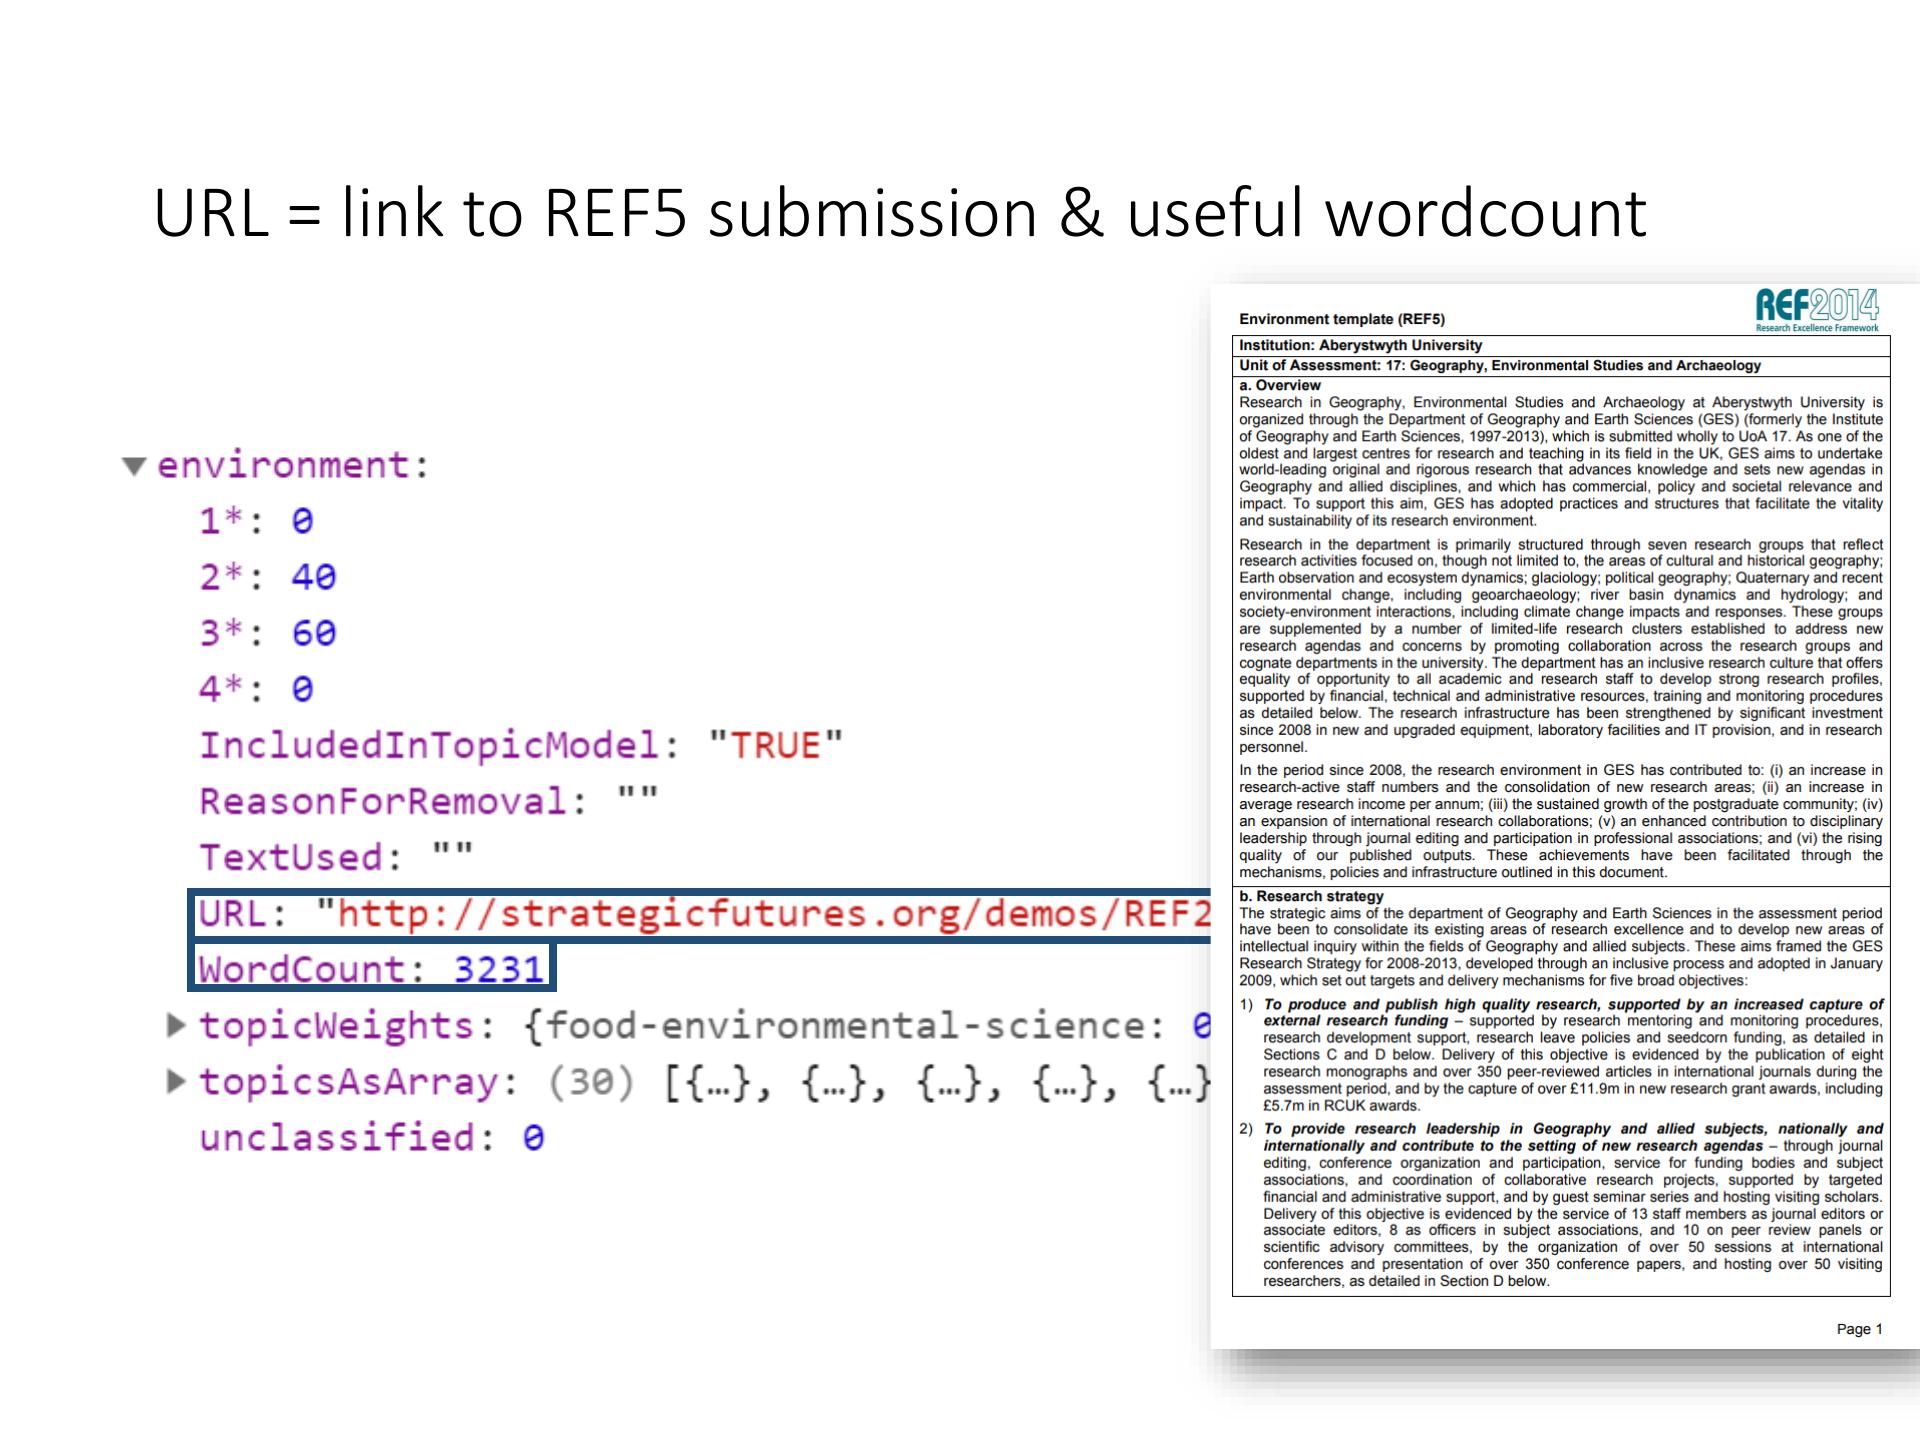 URL = link to REF5 submission & useful wordcount
▼ environment:
1*: 0
2*: 40
3*: 60
4*: 0
IncludedInTopicModel: "TRUE"
ReasonForRemoval: ""
TextUsed: ""
URL: "http://strategicfutures.org/demos/REF2
WordCount: 3231
▶ topicWeights: {food-environmental-science: 0
▶ topicsAsArray: (30) [{…}, {…}, {…}, {…}, {…}
unclassified: 0
REF2014
Research Excellence Framework
Environment template (REF5)
Institution: Aberystwyth University
Unit of Assessment: 17: Geography, Environmental Studies and Archaeology
a. Overview
Research in Geography, Environmental Studies and Archaeology at Aberystwyth University is
organized through the Department of Geography and Earth Sciences (GES) (formerly the Institute
of Geography and Earth Sciences, 1997-2013), which is submitted wholly to UoA 17. As one of the
oldest and largest centres for research and teaching in its field in the UK, GES aims to undertake
world-leading original and rigorous research that advances knowledge and sets new agendas in
Geography and allied disciplines, and which has commercial, policy and societal relevance and
impact. To support this aim, GES has adopted practices and structures that facilitate the vitality
and sustainability of its research environment.
Research in the department is primarily structured through seven research groups that reflect
research activities focused on, though not limited to, the areas of cultural and historical geography;
Earth observation and ecosystem dynamics; glaciology; political geography; Quaternary and recent
environmental change, including geoarchaeology; river basin dynamics and hydrology; and
society-environment interactions, including climate change impacts and responses. These groups
are supplemented by a number of limited-life research clusters established to address new
research agendas and concerns by promoting collaboration across the research groups and
cognate departments in the university. The department has an inclusive research culture that offers
equality of opportunity to all academic and research staff to develop strong research profiles,
supported by financial, technical and administrative resources, training and monitoring procedures
as detailed below. The research infrastructure has been strengthened by significant investment
since 2008 in new and upgraded equipment, laboratory facilities and IT provision, and in research
personnel.
In the period since 2008, the research environment in GES has contributed to: (i) an increase in
research-active staff numbers and the consolidation of new research areas; (ii) an increase in
average research income per annum; (iii) the sustained growth of the postgraduate community; (iv)
an expansion of international research collaborations; (v) an enhanced contribution to disciplinary
leadership through journal editing and participation in professional associations; and (vi) the rising
quality of our published outputs. These achievements have been facilitated through the
mechanisms, policies and infrastructure outlined in this document.
b. Research strategy
The strategic aims of the department of Geography and Earth Sciences in the assessment period
have been to consolidate its existing areas of research excellence and to develop new areas of
intellectual inquiry within the fields of Geography and allied subjects. These aims framed the GES
Research Strategy for 2008-2013, developed through an inclusive process and adopted in January
2009, which set out targets and delivery mechanisms for five broad objectives:
1) To produce and publish high quality research, supported by an increased capture of
external research funding – supported by research mentoring and monitoring procedures,
research development support, research leave policies and seedcorn funding, as detailed in
Sections C and D below. Delivery of this objective is evidenced by the publication of eight
research monographs and over 350 peer-reviewed articles in international journals during the
assessment period, and by the capture of over £11.9m in new research grant awards, including
£5.7m in RCUK awards.
2) To provide research leadership in Geography and allied subjects, nationally and
internationally and contribute to the setting of new research agendas – through journal
editing, conference organization and participation, service for funding bodies and subject
associations, and coordination of collaborative research projects, supported by targeted
financial and administrative support, and by guest seminar series and hosting visiting scholars.
Delivery of this objective is evidenced by the service of 13 staff members as journal editors or
associate editors, 8 as officers in subject associations, and 10 on peer review panels or
scientific advisory committees, by the organization of over 50 sessions at international
conferences and presentation of over 350 conference papers, and hosting over 50 visiting
researchers, as detailed in Section D below.
Page 1